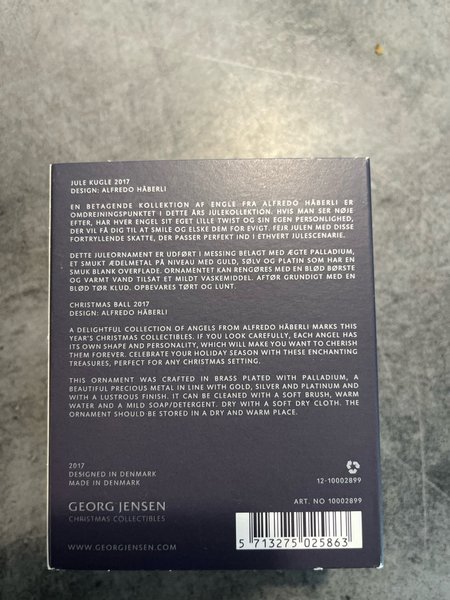 JULE KUGLE 2017
DESIGN: ALFREDO HÄBERLI
EN BETAGENDE KOLLEKTION AF ENGLE FRA ALFREDO HÄBERLI ER
OMDREJNINGSPUNKTET I DETTE ÅRS JULEKOLLEKTION. HVIS MAN SER NØJE
EFTER, HAR HVER ENGEL SIT EGET LILLE TWIST OG SIN EGEN PERSONLIGHED,
DER VIL FÅ DIG TIL AT SMILE OG ELSKE DEM FOR EVIGT. FEJR JULEN MED DISSE
FORTRYLLENDE SKATTE, DER PASSER PERFEKT IND I ETHVERT JULESCENARIE.
DETTE JULEORNAMENT ER UDFØRT I MESSING BELAGT MED ÆGTE PALLADIUM,
ET SMUKT ÆDELMETAL PÅ NIVEAU MED GULD, SØLV OG PLATIN SOM HAR EN
SMUK BLANK OVERFLADE. ORNAMENTET KAN RENGØRES MED EN BLØD BØRSTE
OG VARMT VAND TILSAT ET MILDT VASKEMIDDEL. AFTØR GRUNDIGT MED EN
BLØD TØR KLUD. OPBEVARES TØRT OG LUNT.
CHRISTMAS BALL 2017
DESIGN: ALFREDO HÄBERLI
A DELIGHTFUL COLLECTION OF ANGELS FROM ALFREDO HÄBERLI MARKS THIS
YEAR'S CHRISTMAS COLLECTIBLES. IF YOU LOOK CAREFULLY, EACH ANGEL HAS
ITS OWN SHAPE AND PERSONALITY, WHICH WILL MAKE YOU WANT TO CHERISH
THEM FOREVER. CELEBRATE YOUR HOLIDAY SEASON WITH THESE ENCHANTING
TREASURES, PERFECT FOR ANY CHRISTMAS SETTING.
THIS ORNAMENT WAS CRAFTED IN BRASS PLATED WITH PALLADIUM, A
BEAUTIFUL PRECIOUS METAL IN LINE WITH GOLD, SILVER AND PLATINUM AND
WITH A LUSTROUS FINISH. IT CAN BE CLEANED WITH A SOFT BRUSH, WARM
WATER AND A MILD SOAP/DETERGENT. DRY WITH A SOFT DRY CLOTH. THE
ORNAMENT SHOULD BE STORED IN A DRY AND WARM PLACE.
2017
DESIGNED IN DENMARK
MADE IN DENMARK
12-10002899
GEORG JENSEN
CHRISTMAS COLLECTIBLES
ART. NO 10002899
WWW.GEORGJENSEN.COM
5 713275 025863